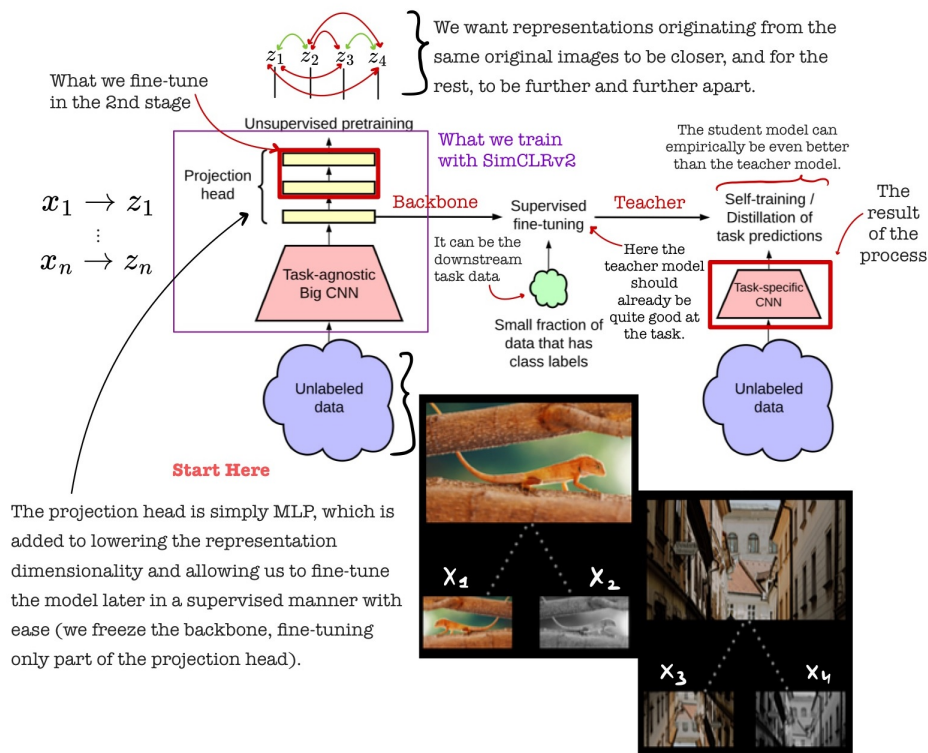 z1 z2 z3 z4
We want representations originating from the
same original images to be closer, and for the
rest, to be further and further apart.
What we fine-tune
in the 2nd stage
Unsupervised pretraining
What we train
with SimCLRv2
The student model can
empirically be even better
than the teacher model.
Projection
head
x1 → z1
⋮
xn → zn
Backbone
Supervised
fine-tuning
Teacher
Self-training /
Distillation of
task predictions
The
result
of the
process
It can be the
downstream
task data
Here the
teacher model
should
already be
quite good at
the task.
Task-agnostic
Big CNN
Task-specific
CNN
Small fraction of
data that has
class labels
Unlabeled
data
Unlabeled
data
Start Here
The projection head is simply MLP, which is
added to lowering the representation
dimensionality and allowing us to fine-tune
the model later in a supervised manner with
ease (we freeze the backbone, fine-tuning
only part of the projection head).
X1 X2
X3 X4